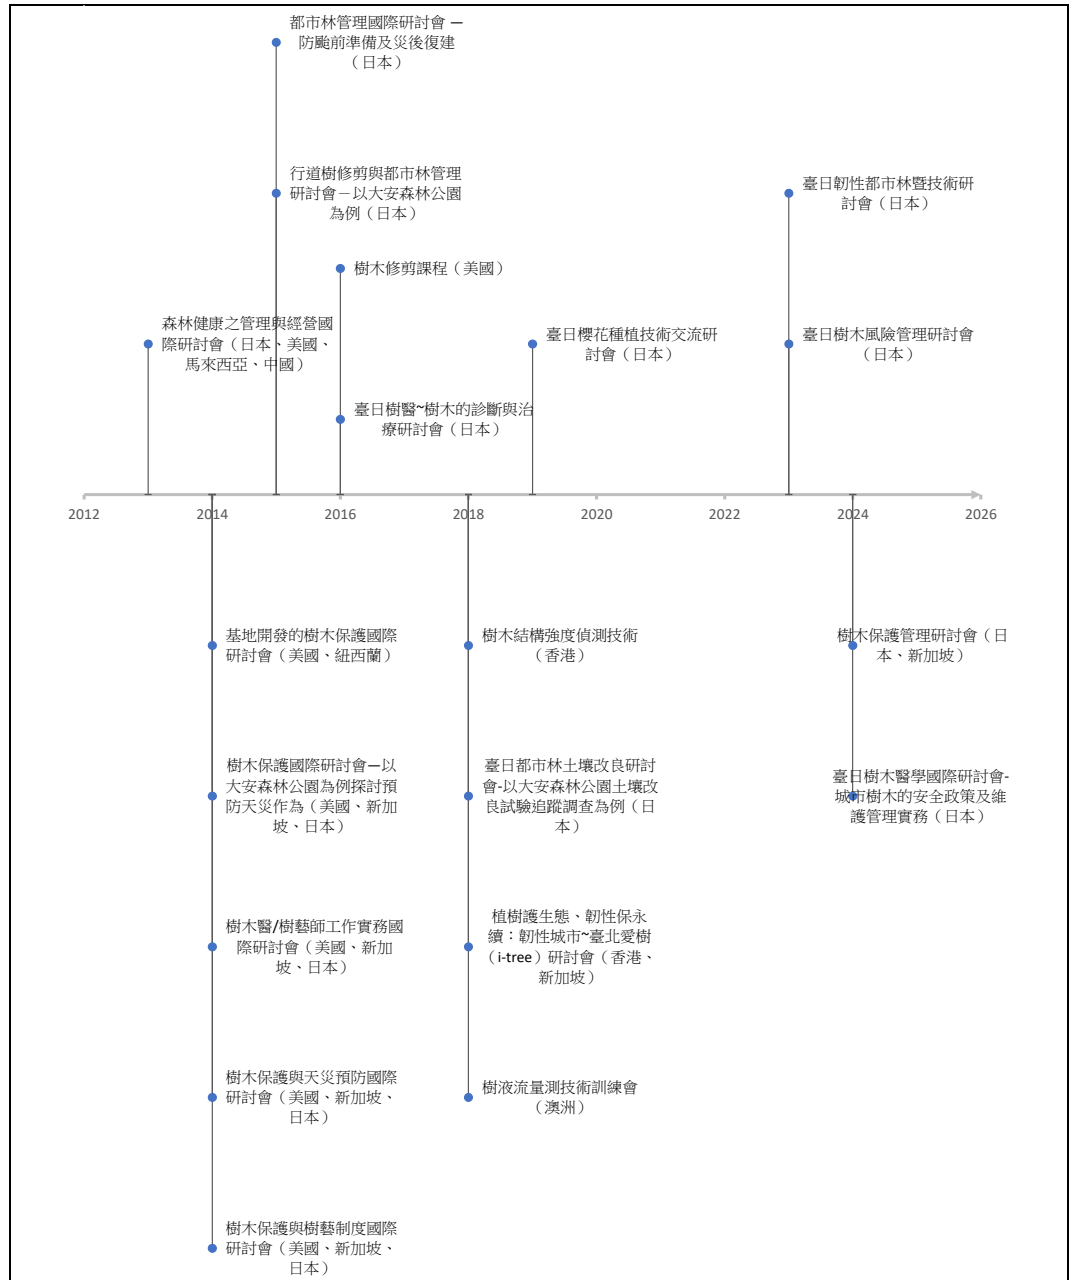 都市林管理國際研討會 —
防颱前準備及災後復建
（日本）
行道樹修剪與都市林管理
研討會－以大安森林公園
為例（日本）
臺日韌性都市林暨技術研
討會（日本）
樹木修剪課程（美國）
森林健康之管理與經營國
際研討會（日本、美國、
馬來西亞、中國）
臺日櫻花種植技術交流研
討會（日本）
臺日樹木風險管理研討會
（日本）
臺日樹醫~樹木的診斷與治
療研討會（日本）
2012 2014 2016 2018 2020 2022 2024 2026
基地開發的樹木保護國際
研討會（美國、紐西蘭）
樹木結構強度偵測技術
（香港）
樹木保護管理研討會（日
本、新加坡）
樹木保護國際研討會—以
大安森林公園為例探討預
防天災作為（美國、新加
坡、日本）
臺日都市林土壤改良研討
會-以大安森林公園土壤改
良試驗追蹤調查為例（日
本）
臺日樹木醫學國際研討會-
城市樹木的安全政策及維
護管理實務（日本）
樹木醫/樹藝師工作實務國
際研討會（美國、新加
坡、日本）
植樹護生態、韌性保永
續：韌性城市~臺北愛樹
（i-tree）研討會（香港、
新加坡）
樹木保護與天災預防國際
研討會（美國、新加坡、
日本）
樹液流量測技術訓練會
（澳洲）
樹木保護與樹藝制度國際
研討會（美國、新加坡、
日本）